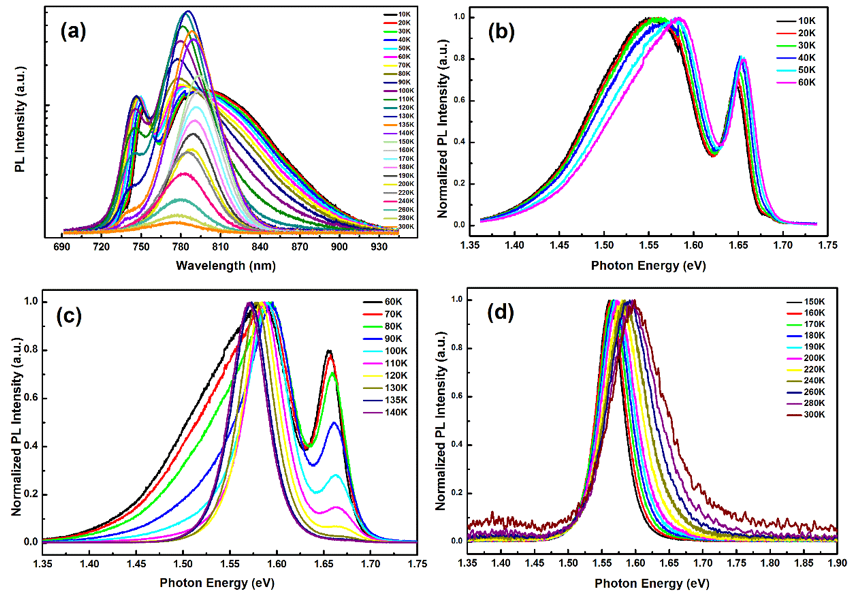 (a)
10K
20K
30K
40K
50K
60K
70K
80K
90K
100K
110K
120K
130K
135K
140K
150K
160K
170K
180K
190K
200K
220K
240K
260K
280K
300K
PL Intensity (a.u.)
690 720 750 780 810 840 870 900 930
Wavelength (nm)
(b)
10K
20K
30K
40K
50K
60K
Normalized PL Intensity (a.u.)
1.0
0.8
0.6
0.4
0.2
0.0
1.35 1.40 1.45 1.50 1.55 1.60 1.65 1.70 1.75
Photon Energy (eV)
(c)
60K
70K
80K
90K
100K
110K
120K
130K
135K
140K
Normalized PL Intensity (a.u.)
1.0
0.8
0.6
0.4
0.2
0.0
1.35 1.40 1.45 1.50 1.55 1.60 1.65 1.70 1.75
Photon Energy (eV)
(d)
150K
160K
170K
180K
190K
200K
220K
240K
260K
280K
300K
Normalized PL Intensity (a.u.)
1.0
0.8
0.6
0.4
0.2
0.0
1.35 1.40 1.45 1.50 1.55 1.60 1.65 1.70 1.75 1.80 1.85 1.90
Photon Energy (eV)